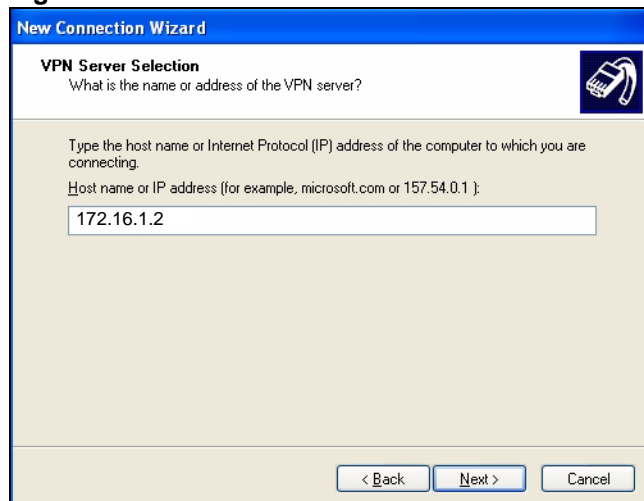 New Connection Wizard
VPN Server Selection
What is the name or address of the VPN server?
Type the host name or Internet Protocol (IP) address of the computer to which you are
connecting.
Host name or IP address (for example, microsoft.com or 157.54.0.1 ):
172.16.1.2
< Back
Next >
Cancel